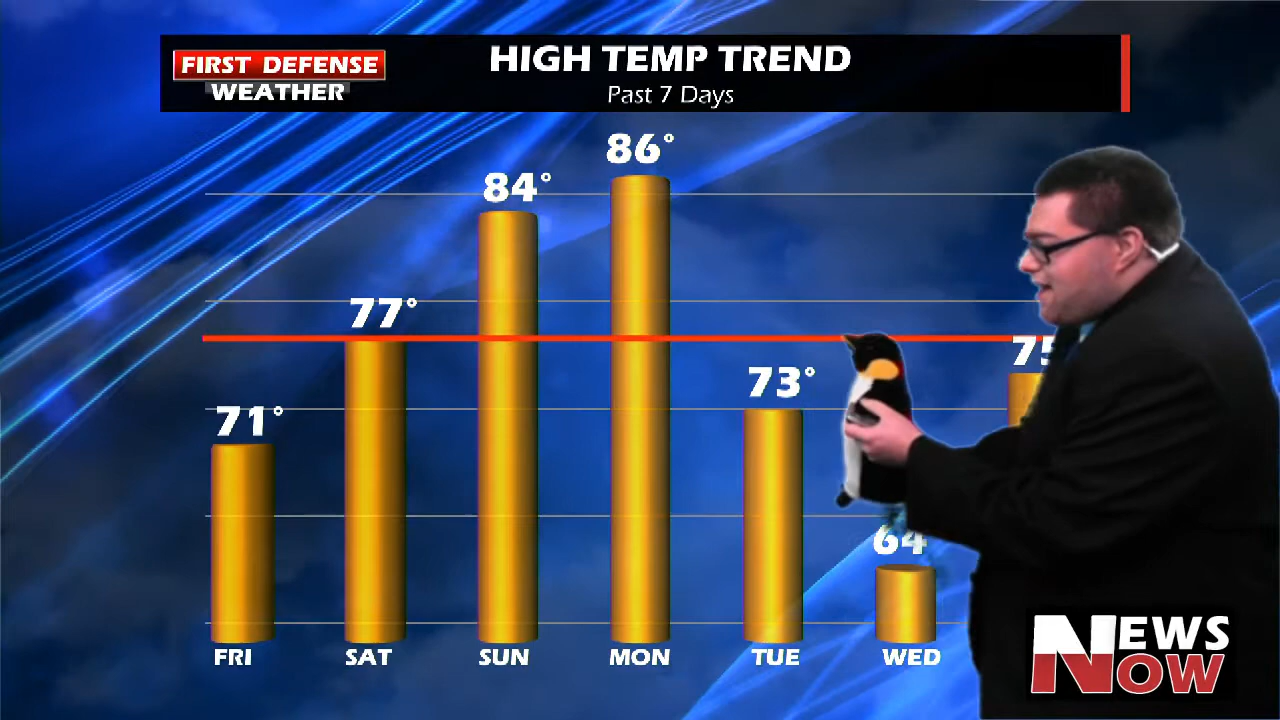 FIRST DEFENSE
WEATHER
HIGH TEMP TREND
Past 7 Days
71°
77°
84°
86°
73°
64
75
FRI
SAT
SUN
MON
TUE
WED
NEWS
NOW